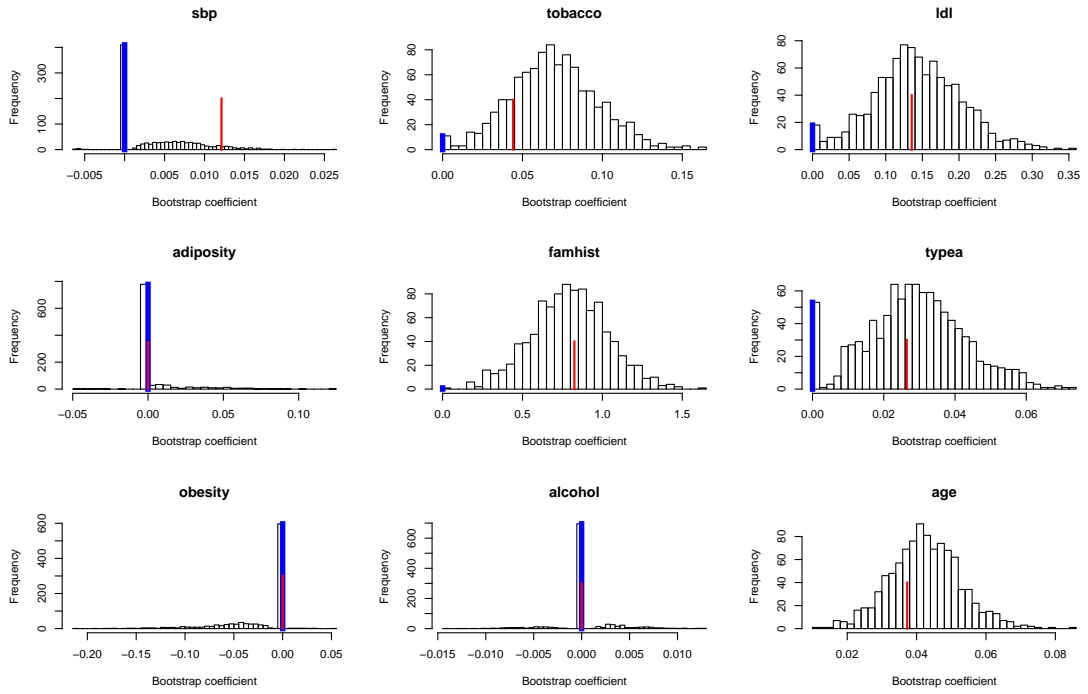 sbp
Frequency
0 100 300
−0.005 0.005 0.015 0.025
Bootstrap coefficient
tobacco
Frequency
0 20 40 60 80
0.00 0.05 0.10 0.15
Bootstrap coefficient
ldl
Frequency
0 20 40 60 80
0.00 0.05 0.10 0.15 0.20 0.25 0.30 0.35
Bootstrap coefficient
adiposity
Frequency
0 200 600
−0.05 0.00 0.05 0.10
Bootstrap coefficient
famhist
Frequency
0 20 40 60 80
0.0 0.5 1.0 1.5
Bootstrap coefficient
typea
Frequency
0 20 40 60
0.00 0.02 0.04 0.06
Bootstrap coefficient
obesity
Frequency
0 200 400 600
−0.20 −0.15 −0.10 −0.05 0.00 0.05
Bootstrap coefficient
alcohol
Frequency
0 200 400 600
−0.015 −0.010 −0.005 0.000 0.005 0.010
Bootstrap coefficient
age
Frequency
0 20 40 60 80
0.02 0.04 0.06 0.08
Bootstrap coefficient